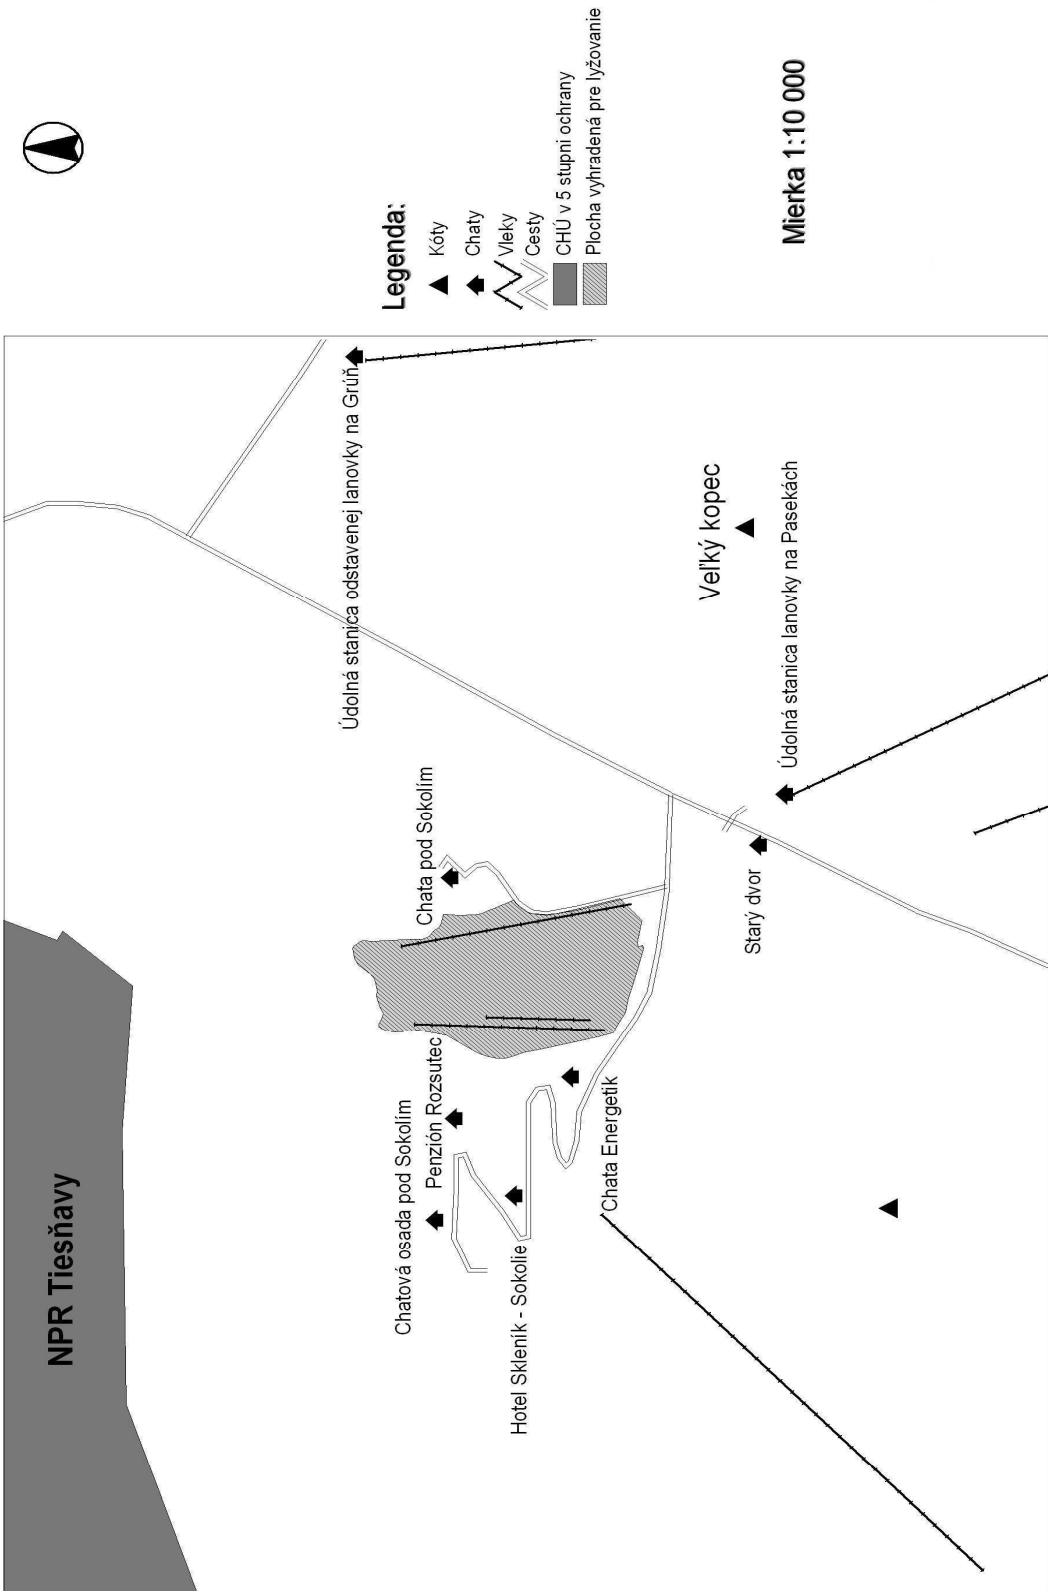 NPR Tiesňavy
Chatová osada pod Sokolím
Penzión Rozsutec
Chata pod Sokolím
Údolná stanica odstavenej lanovky na Grúň
Hotel Skleník - Sokolie
Chata Energetik
Starý dvor
Veľký kopec
Údolná stanica lanovky na Pasekách
Legenda:
Kóty
Chaty
Vleky
Cesty
CHÚ v 5 stupni ochrany
Plocha vyhradená pre lyžovanie
Mierka 1:10 000